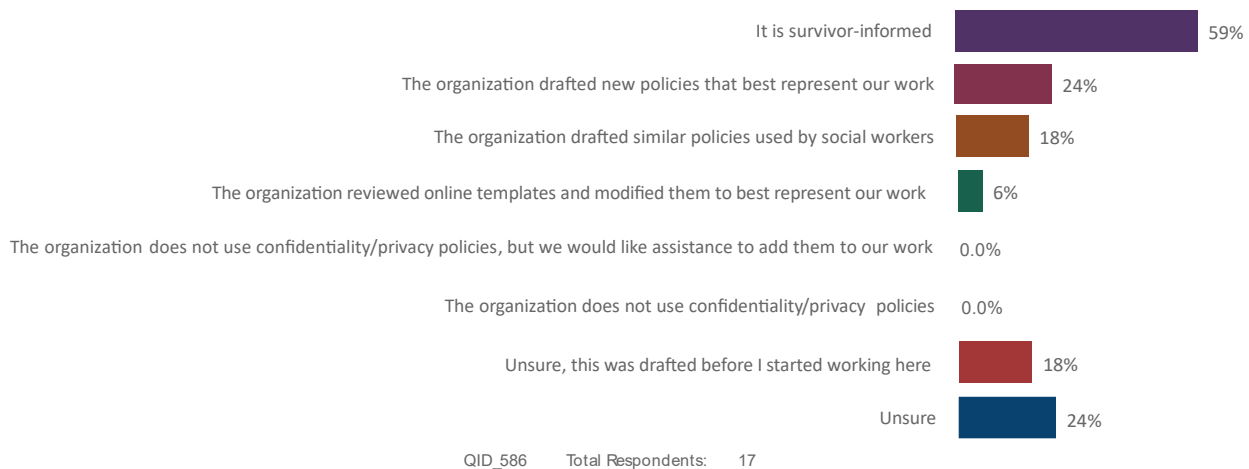 It is survivor-informed 59%
The organization drafted new policies that best represent our work 24%
The organization drafted similar policies used by social workers 18%
The organization reviewed online templates and modified them to best represent our work 6%
The organization does not use confidentiality/privacy policies, but we would like assistance to add them to our work 0.0%
The organization does not use confidentiality/privacy policies 0.0%
Unsure, this was drafted before I started working here 18%
Unsure 24%
QID_586 Total Respondents: 17